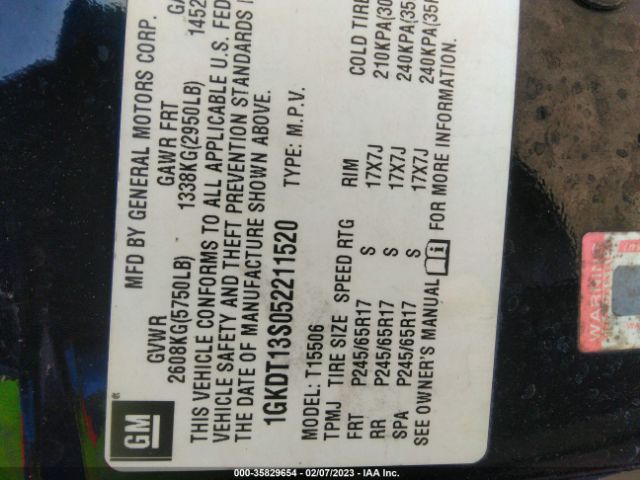 MFD BY GENERAL MOTORS CORP.
GVWR GAWR FRT
2608KG(5750LB) 1338KG(2950LB) 1452
THIS VEHICLE CONFORMS TO ALL APPLICABLE U.S. FED
VEHICLE SAFETY AND THEFT PREVENTION STANDARDS
THE DATE OF MANUFACTURE SHOWN ABOVE.
1GKDT13S052211520 TYPE: M.P.V.
MODEL: T15506
TPMJ TIRE SIZE SPEED RTG RIM COLD TIRE
FRT P245/65R17 S 17X7J 210KPA(30
RR P245/65R17 S 17X7J 240KPA(35
SPA P245/65R17 S 17X7J 240KPA(35
SEE OWNER'S MANUAL FOR MORE INFORMATION.
GM
WARNING
000-35829654 - 02/07/2023 - IAA Inc.